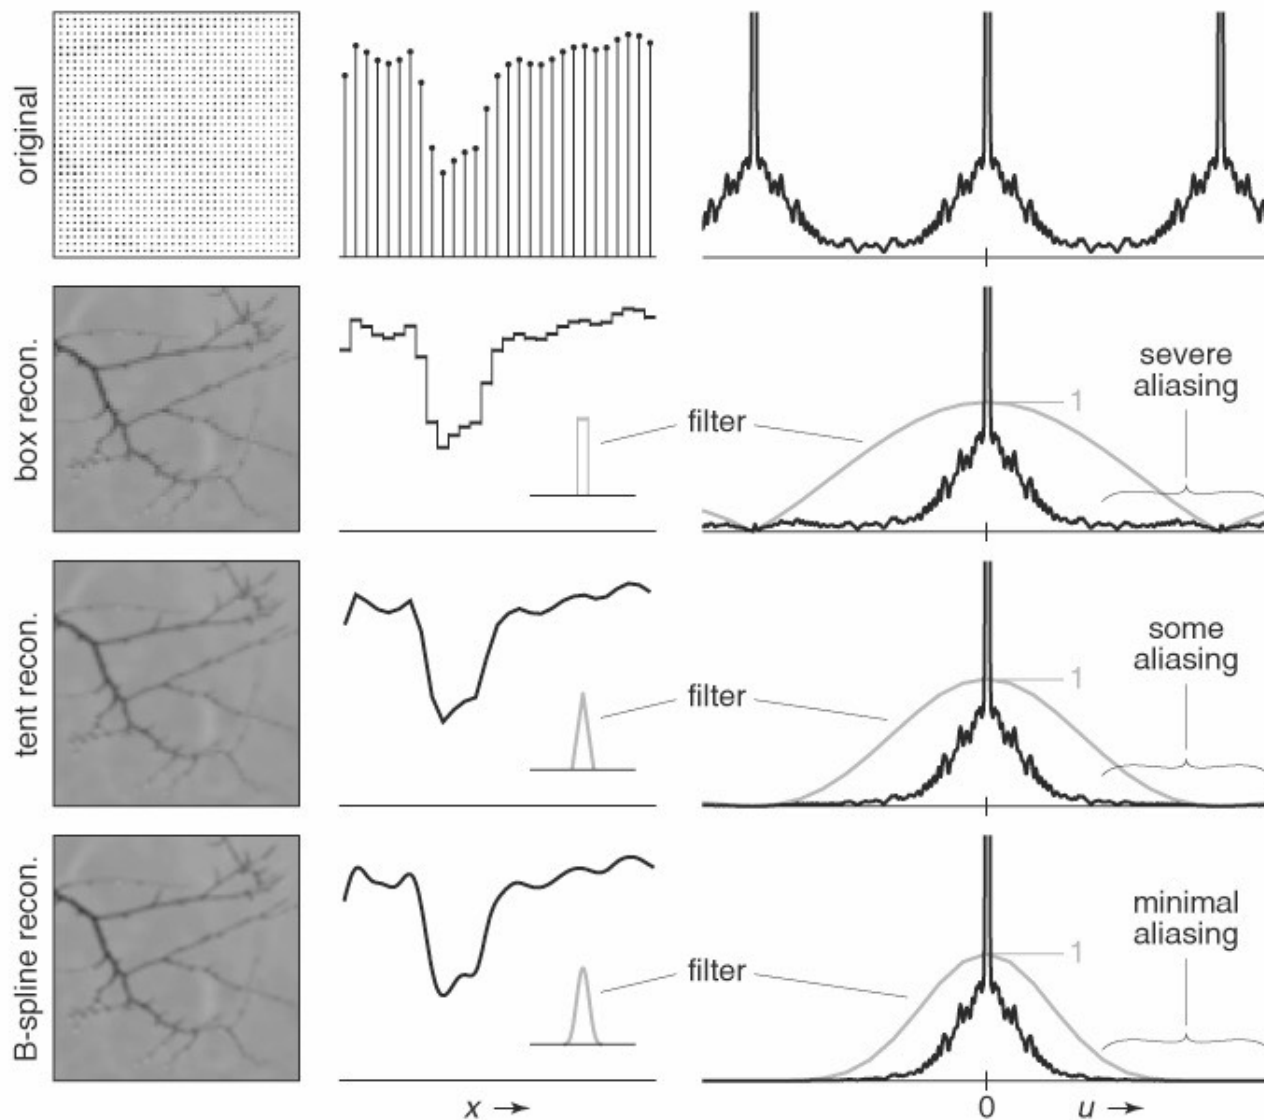 original
box recon.
filter
1
severe
aliasing
tent recon.
filter
1
some
aliasing
B-spline recon.
filter
1
minimal
aliasing
x →
0
u →